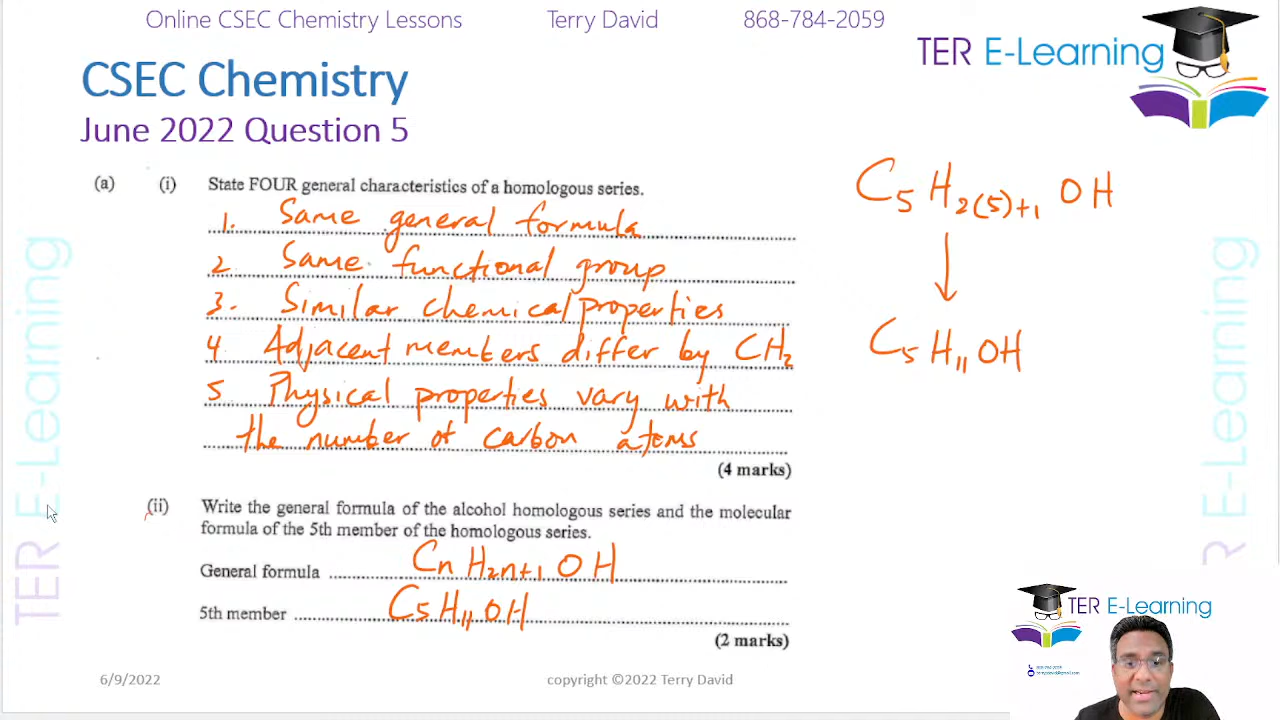 Online CSEC Chemistry Lessons Terry David 868-784-2059
TER E-Learning
CSEC Chemistry
June 2022 Question 5
(a) (i) State FOUR general characteristics of a homologous series.
1. Same general formula
2 Same functional group
3. Similar chemical properties
4 Adjacent members differ by CH₂
5 Physical properties vary with
the number of carbon atoms
(4 marks)
C₅H₂₍₅₎₊₁OH
↓
C₅H₁₁OH
(ii) Write the general formula of the alcohol homologous series and the molecular
formula of the 5th member of the homologous series.
General formula CnH₂n₊₁OH
5th member C₅H₁₁OH
(2 marks)
TER E-Learning
TER E-Learning
TER E-Learning
6/9/2022 copyright ©2022 Terry David